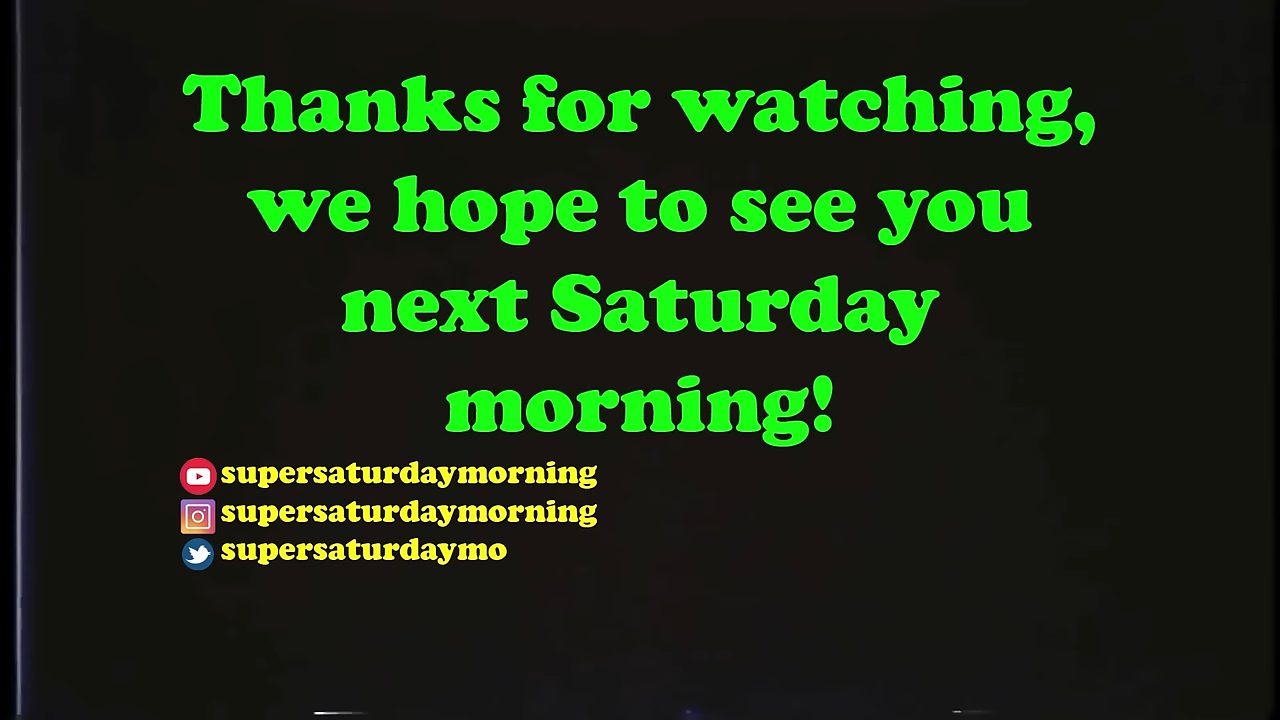 Thanks for watching,
we hope to see you
next Saturday
morning!
supersaturdaymorning
supersaturdaymorning
supersaturdaymo